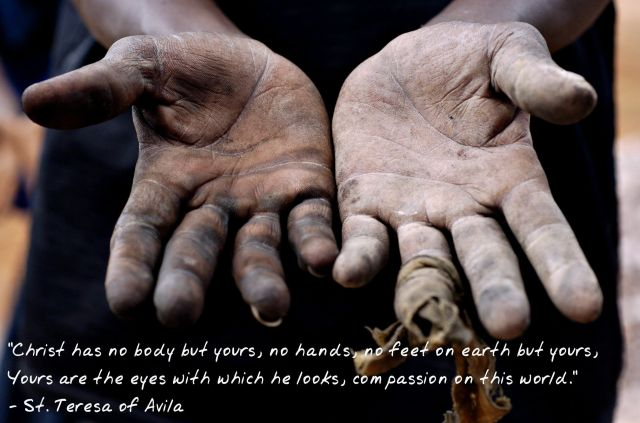 "Christ has no body but yours, no hands, no feet on earth but yours,
Yours are the eyes with which he looks, compassion on this world."
- St. Teresa of Avila